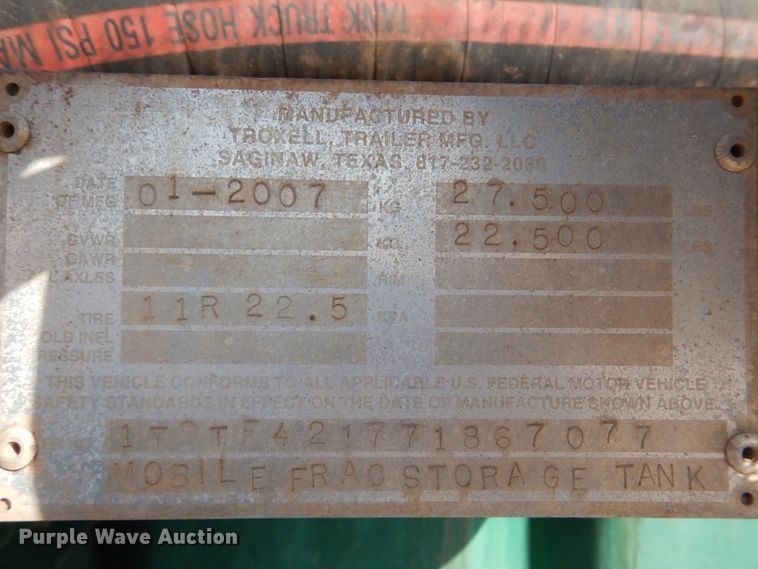 TANK TRUCK HOSE 150 PSI MA
MANUFACTURED BY
TROXELL, TRAILER MFG. LLC
SAGINAW, TEXAS 817-232-2060
DATE
OF MFG 01-2007 KG 27.500 LBS
GVWR KG 22.500 LBS
GAWR
AXLES RIM
TIRE 11R 22.5 KPA
COLD INFL
PRESSURE
THIS VEHICLE CONFORMS TO ALL APPLICABLE U.S. FEDERAL MOTOR VEHICLE
SAFETY STANDARDS IN EFFECT ON THE DATE OF MANUFACTURE SHOWN ABOVE
1T9TF421771867077
MOBILE FRAC STORAGE TANK
Purple Wave Auction